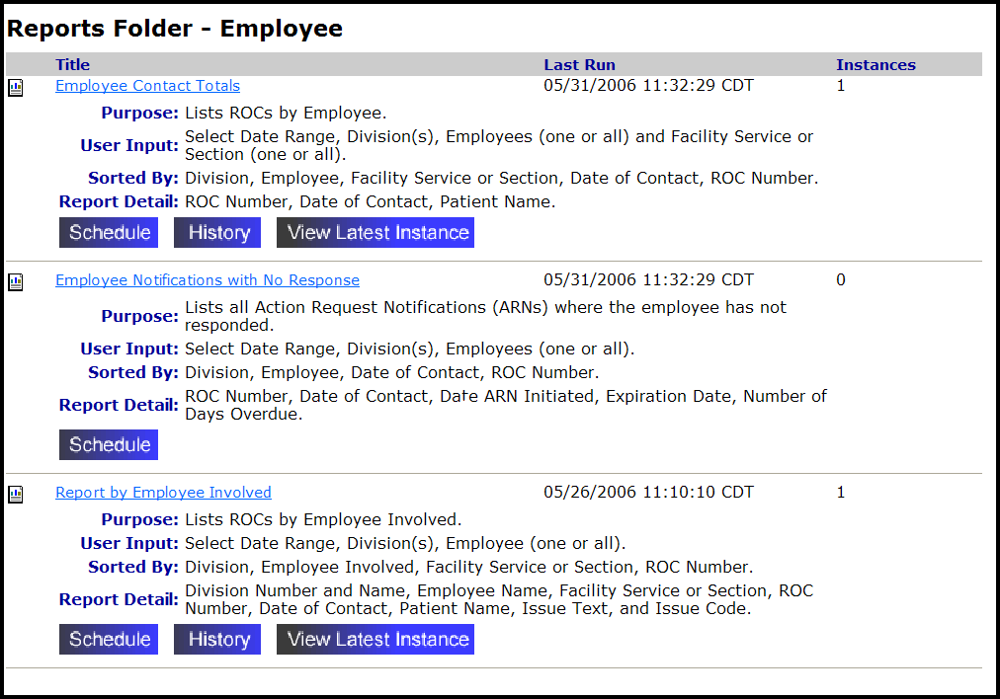 Reports Folder - Employee
Title Last Run Instances
Employee Contact Totals 05/31/2006 11:32:29 CDT 1
Purpose: Lists ROCs by Employee.
User Input: Select Date Range, Division(s), Employees (one or all) and Facility Service or
Section (one or all).
Sorted By: Division, Employee, Facility Service or Section, Date of Contact, ROC Number.
Report Detail: ROC Number, Date of Contact, Patient Name.
Schedule History View Latest Instance
Employee Notifications with No Response 05/31/2006 11:32:29 CDT 0
Purpose: Lists all Action Request Notifications (ARNs) where the employee has not
responded.
User Input: Select Date Range, Division(s), Employees (one or all).
Sorted By: Division, Employee, Date of Contact, ROC Number.
Report Detail: ROC Number, Date of Contact, Date ARN Initiated, Expiration Date, Number of
Days Overdue.
Schedule
Report by Employee Involved 05/26/2006 11:10:10 CDT 1
Purpose: Lists ROCs by Employee Involved.
User Input: Select Date Range, Division(s), Employee (one or all).
Sorted By: Division, Employee Involved, Facility Service or Section, ROC Number.
Report Detail: Division Number and Name, Employee Name, Facility Service or Section, ROC
Number, Date of Contact, Patient Name, Issue Text, and Issue Code.
Schedule History View Latest Instance